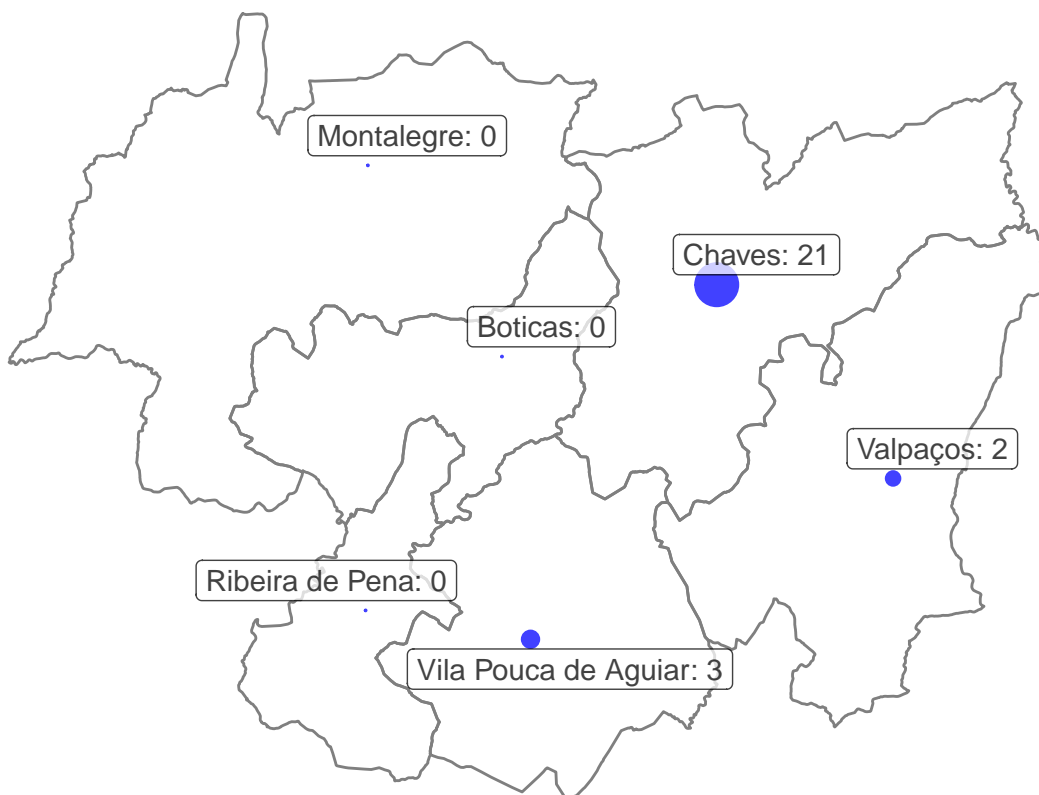 Montalegre: 0
Chaves: 21
Boticas: 0
Valpaços: 2
Ribeira de Pena: 0
Vila Pouca de Aguiar: 3